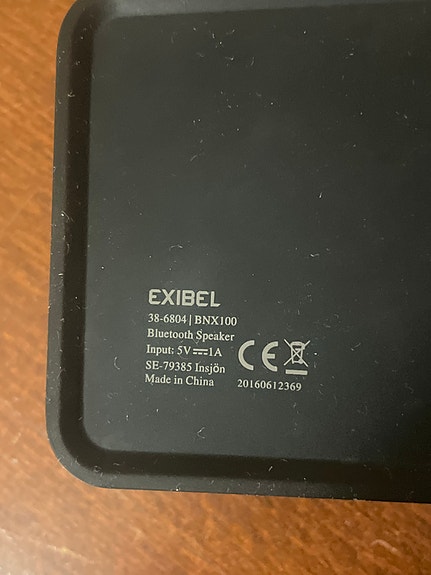 EXIBEL
38-6804 | BNX100
Bluetooth Speaker
Input: 5V⎓1A
SE-79385 Insjön
Made in China
CE
20160612369